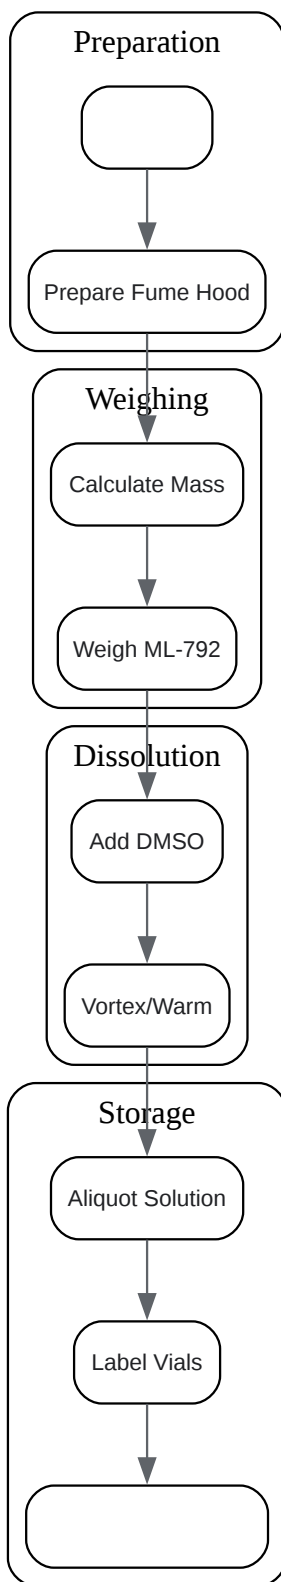 Preparation
Prepare Fume Hood
Weighing
Calculate Mass
Weigh ML-792
Dissolution
Add DMSO
Vortex/Warm
Storage
Aliquot Solution
Label Vials